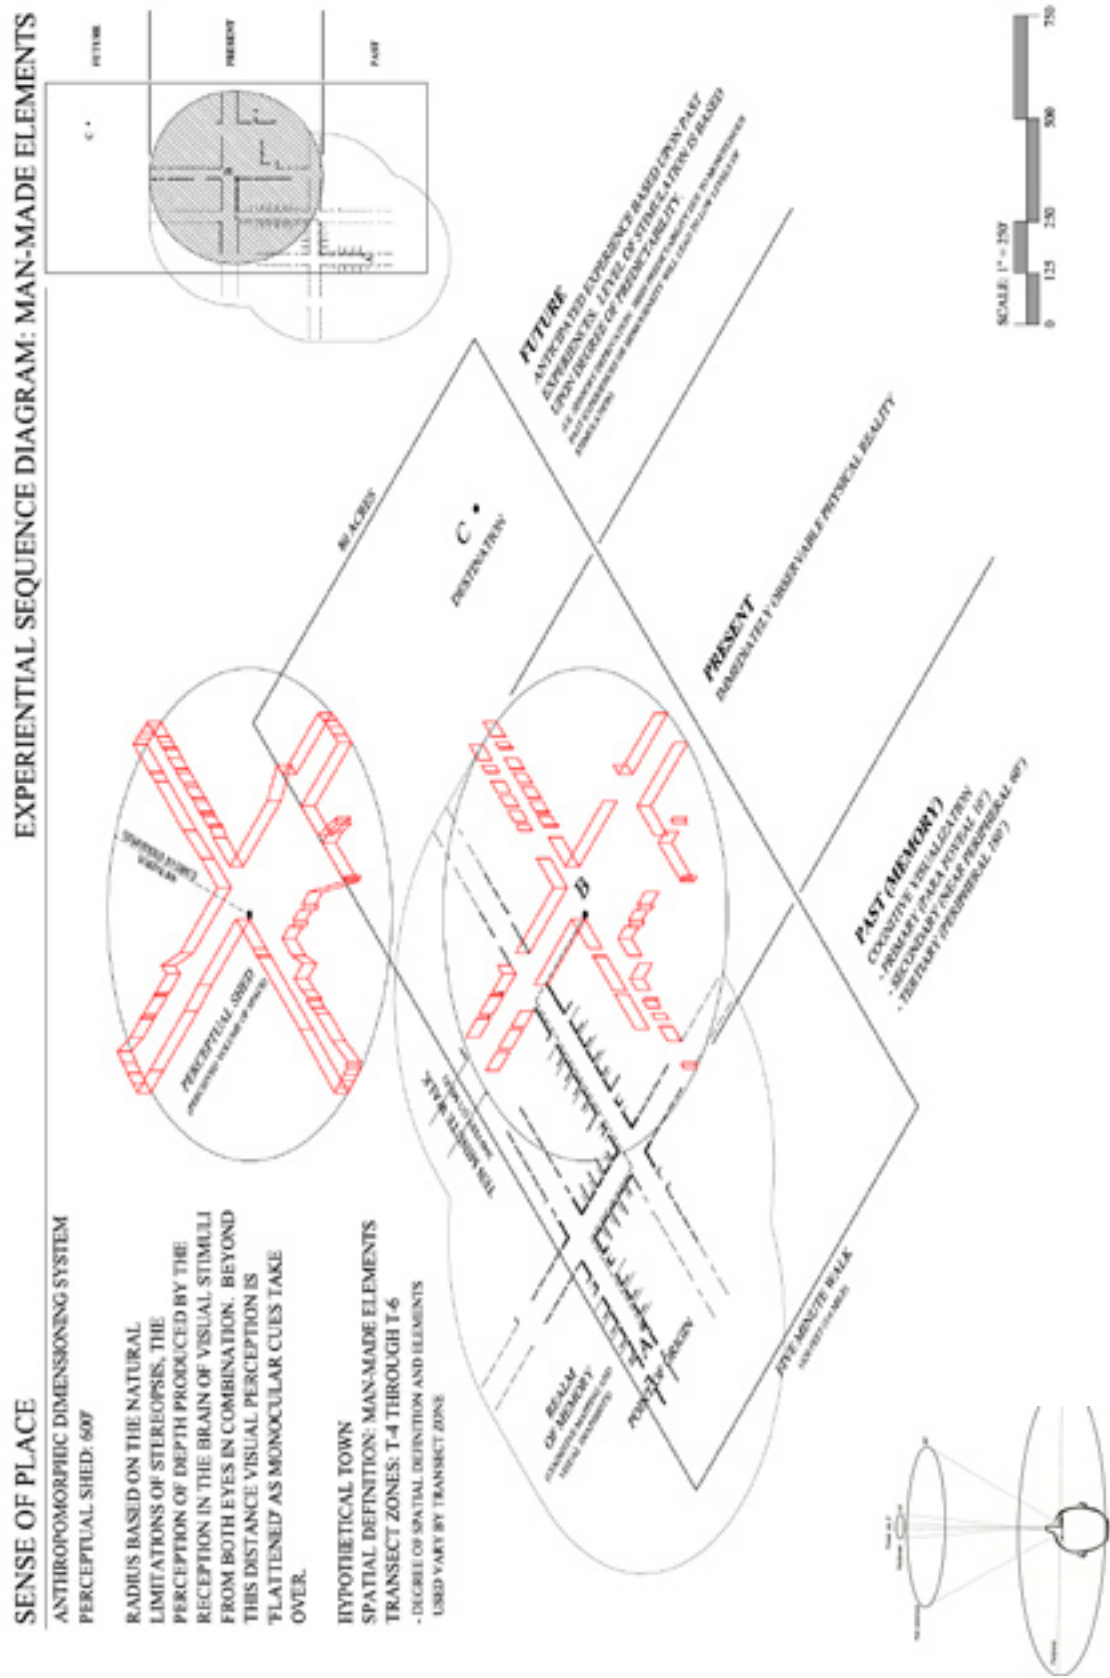 SENSE OF PLACE
EXPERIENTIAL SEQUENCE DIAGRAM: MAN-MADE ELEMENTS
ANTHROPOMORPHIC DIMENSIONING SYSTEM
PERCEPTUAL SHED: 600'
RADIUS BASED ON THE NATURAL
LIMITATIONS OF STEREOPSIS, THE
PERCEPTION OF DEPTH PRODUCED BY THE
RECEPTION IN THE BRAIN OF VISUAL STIMULI
FROM BOTH EYES IN COMBINATION. BEYOND
THIS DISTANCE VISUAL PERCEPTION IS
'FLATTENED' AS MONOCULAR CUES TAKE
OVER.
HYPOTHETICAL TOWN
SPATIAL DEFINITION: MAN-MADE ELEMENTS
TRANSECT ZONES: T-4 THROUGH T-6
- DEGREE OF SPATIAL DEFINITION AND ELEMENTS
USED VARY BY TRANSECT ZONE
PERCEPTUAL SHED
(PERCEIVED VOLUME OF SPACE)
80 ACRES
C
DESTINATION
B
TEN MINUTE WALK
REALM
OF MEMORY
'A'
POINT OF ORIGIN
FIVE MINUTE WALK
FUTURE
ANTICIPATED EXPERIENCE BASED UPON PAST
EXPERIENCES. LEVEL OF STIMULATION IS BASED
UPON DEGREE OF PREDICTABILITY
PRESENT
IMMEDIATELY OBSERVABLE PHYSICAL REALITY
PAST (MEMORY)
COGNITIVE VISUALIZATION
- PRIMARY (PARA FOVEAL 10°)
- SECONDARY (NEAR PERIPHERAL 60°)
- TERTIARY (PERIPHERAL 180°)
FUTURE
PRESENT
PAST
C
SCALE: 1" = 250'
0 125 250 500 750